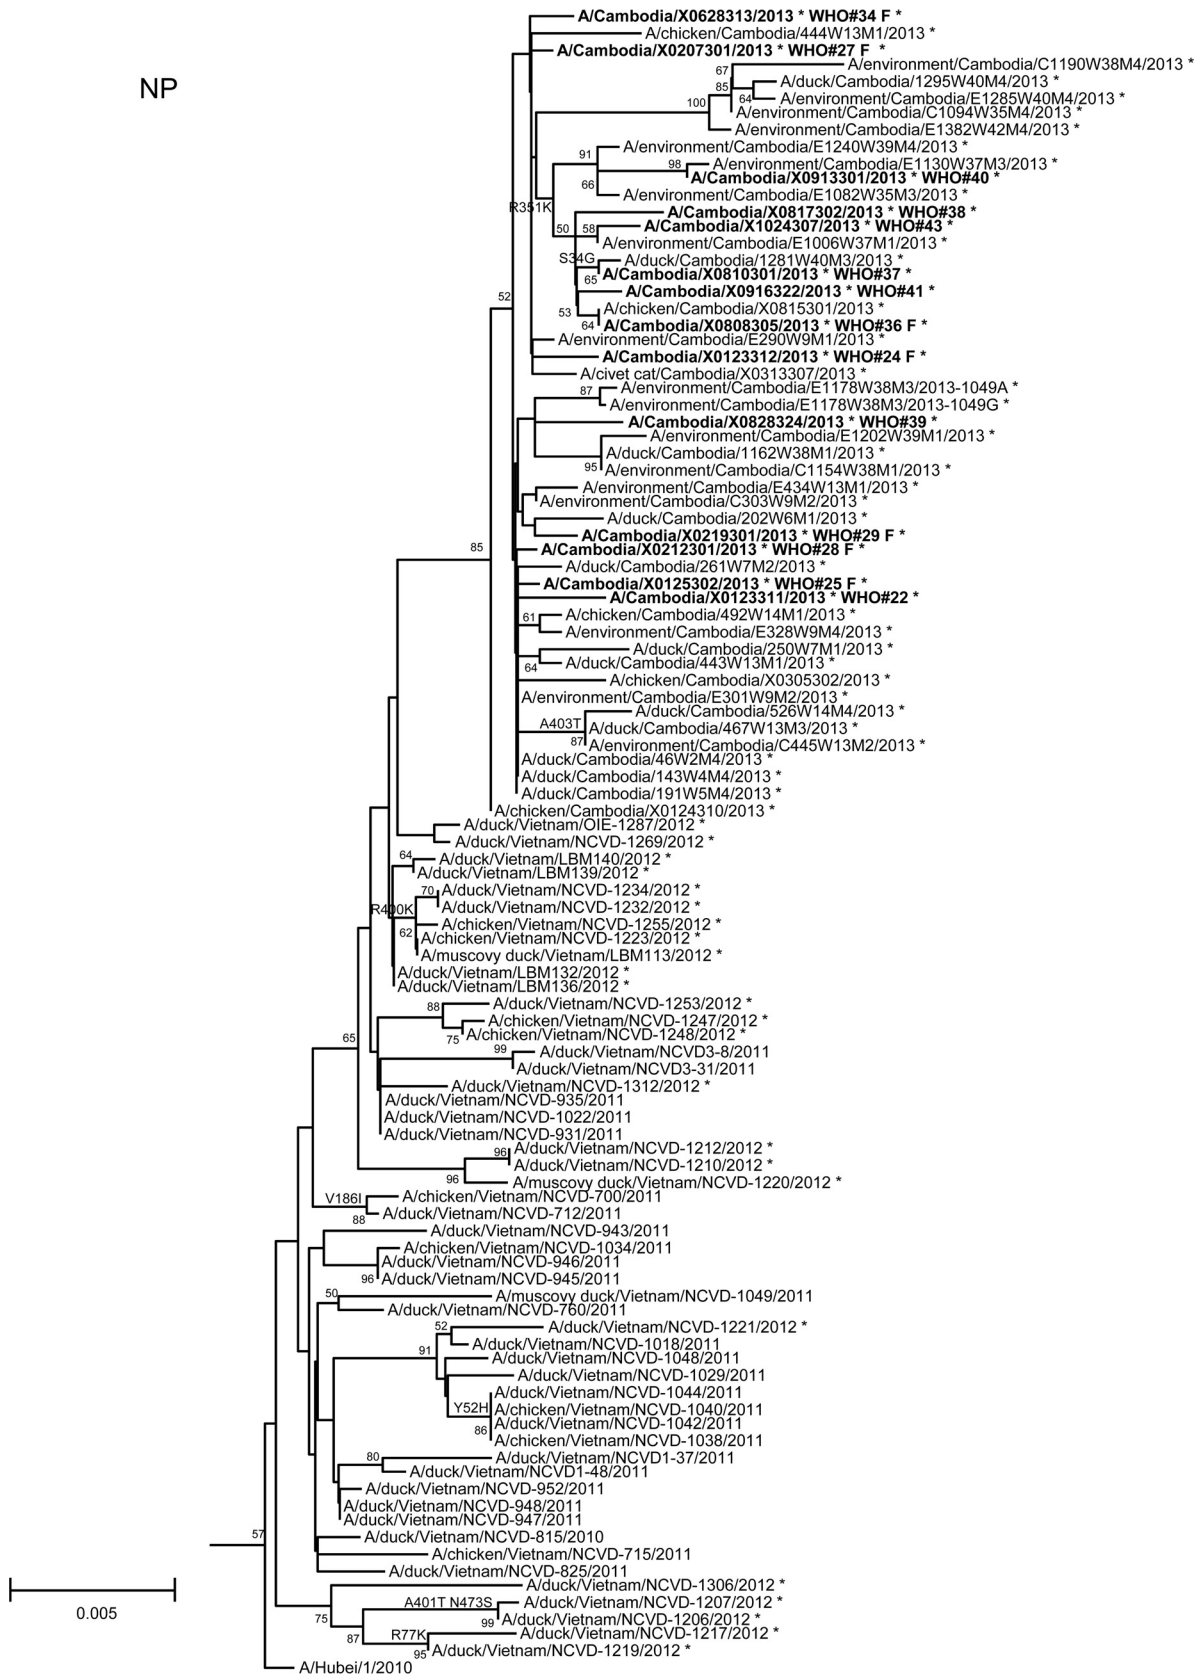 A/Cambodia/X0628313/2013 * WHO#34 F *
A/chicken/Cambodia/444W13M1/2013 *
A/Cambodia/X0207301/2013 * WHO#27 F *
NP
A/environment/Cambodia/C1190W38M4/2013 *
67
A/duck/Cambodia/1295W40M4/2013 *
85
64
A/environment/Cambodia/E1285W40M4/2013 *
100
A/environment/Cambodia/C1094W35M4/2013 *
A/environment/Cambodia/E1382W42M4/2013 *
A/environment/Cambodia/E1240W39M4/2013 *
91
98
A/environment/Cambodia/E1130W37M3/2013 *
A/Cambodia/X0913301/2013 * WHO#40 *
66
A/environment/Cambodia/E1082W35M3/2013 *
R351K
A/Cambodia/X0817302/2013 * WHO#38 *
50
58
A/Cambodia/X1024307/2013 * WHO#43 *
A/environment/Cambodia/E1006W37M1/2013 *
S34G
A/duck/Cambodia/1281W40M3/2013 *
65
A/Cambodia/X0810301/2013 * WHO#37 *
A/Cambodia/X0916322/2013 * WHO#41 *
52
53
A/chicken/Cambodia/X0815301/2013 *
64
A/Cambodia/X0808305/2013 * WHO#36 F *
A/environment/Cambodia/E290W9M1/2013 *
A/Cambodia/X0123312/2013 * WHO#24 F *
A/civet cat/Cambodia/X0313307/2013 *
87
A/environment/Cambodia/E1178W38M3/2013-1049A *
A/environment/Cambodia/E1178W38M3/2013-1049G *
A/Cambodia/X0828324/2013 * WHO#39 *
A/environment/Cambodia/E1202W39M1/2013 *
A/duck/Cambodia/1162W38M1/2013 *
95
A/environment/Cambodia/C1154W38M1/2013 *
A/environment/Cambodia/E434W13M1/2013 *
A/environment/Cambodia/C303W9M2/2013 *
A/duck/Cambodia/202W6M1/2013 *
A/Cambodia/X0219301/2013 * WHO#29 F *
85
A/Cambodia/X0212301/2013 * WHO#28 F *
A/duck/Cambodia/261W7M2/2013 *
A/Cambodia/X0125302/2013 * WHO#25 F *
A/Cambodia/X0123311/2013 * WHO#22 *
61
A/chicken/Cambodia/492W14M1/2013 *
A/environment/Cambodia/E328W9M4/2013 *
A/duck/Cambodia/250W7M1/2013 *
64
A/duck/Cambodia/443W13M1/2013 *
A/chicken/Cambodia/X0305302/2013 *
A/environment/Cambodia/E301W9M2/2013 *
A/duck/Cambodia/526W14M4/2013 *
A403T
A/duck/Cambodia/467W13M3/2013 *
87
A/environment/Cambodia/C445W13M2/2013 *
A/duck/Cambodia/46W2M4/2013 *
A/duck/Cambodia/143W4M4/2013 *
A/duck/Cambodia/191W5M4/2013 *
A/chicken/Cambodia/X0124310/2013 *
A/duck/Vietnam/OIE-1287/2012 *
A/duck/Vietnam/NCVD-1269/2012 *
64
A/duck/Vietnam/LBM140/2012 *
A/duck/Vietnam/LBM139/2012 *
70
A/duck/Vietnam/NCVD-1234/2012 *
R400K
A/duck/Vietnam/NCVD-1232/2012 *
A/chicken/Vietnam/NCVD-1255/2012 *
62
A/chicken/Vietnam/NCVD-1223/2012 *
A/muscovy duck/Vietnam/LBM113/2012 *
A/duck/Vietnam/LBM132/2012 *
A/duck/Vietnam/LBM136/2012 *
88
A/duck/Vietnam/NCVD-1253/2012 *
A/chicken/Vietnam/NCVD-1247/2012 *
75
A/chicken/Vietnam/NCVD-1248/2012 *
65
99
A/duck/Vietnam/NCVD3-8/2011
A/duck/Vietnam/NCVD3-31/2011
A/duck/Vietnam/NCVD-1312/2012 *
A/duck/Vietnam/NCVD-935/2011
A/duck/Vietnam/NCVD-1022/2011
A/duck/Vietnam/NCVD-931/2011
96
A/duck/Vietnam/NCVD-1212/2012 *
A/duck/Vietnam/NCVD-1210/2012 *
96
A/muscovy duck/Vietnam/NCVD-1220/2012 *
V186I
A/chicken/Vietnam/NCVD-700/2011
88
A/duck/Vietnam/NCVD-712/2011
A/duck/Vietnam/NCVD-943/2011
A/chicken/Vietnam/NCVD-1034/2011
A/duck/Vietnam/NCVD-946/2011
96
A/duck/Vietnam/NCVD-945/2011
50
A/muscovy duck/Vietnam/NCVD-1049/2011
A/duck/Vietnam/NCVD-760/2011
52
A/duck/Vietnam/NCVD-1221/2012 *
91
A/duck/Vietnam/NCVD-1018/2011
A/duck/Vietnam/NCVD-1048/2011
A/duck/Vietnam/NCVD-1029/2011
A/duck/Vietnam/NCVD-1044/2011
Y52H
A/chicken/Vietnam/NCVD-1040/2011
A/duck/Vietnam/NCVD-1042/2011
86
A/chicken/Vietnam/NCVD-1038/2011
80
A/duck/Vietnam/NCVD1-37/2011
A/duck/Vietnam/NCVD1-48/2011
A/duck/Vietnam/NCVD-952/2011
A/duck/Vietnam/NCVD-948/2011
A/duck/Vietnam/NCVD-947/2011
57
A/duck/Vietnam/NCVD-815/2010
A/chicken/Vietnam/NCVD-715/2011
A/duck/Vietnam/NCVD-825/2011
A/duck/Vietnam/NCVD-1306/2012 *
0.005
A401T N473S
A/duck/Vietnam/NCVD-1207/2012 *
75
99
A/duck/Vietnam/NCVD-1206/2012 *
87
R77K
A/duck/Vietnam/NCVD-1217/2012 *
95
A/duck/Vietnam/NCVD-1219/2012 *
A/Hubei/1/2010